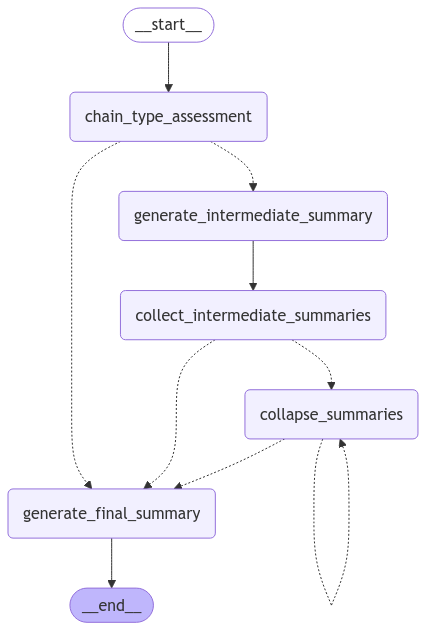 __start__
chain_type_assessment
generate_intermediate_summary
collect_intermediate_summaries
collapse_summaries
generate_final_summary
__end__